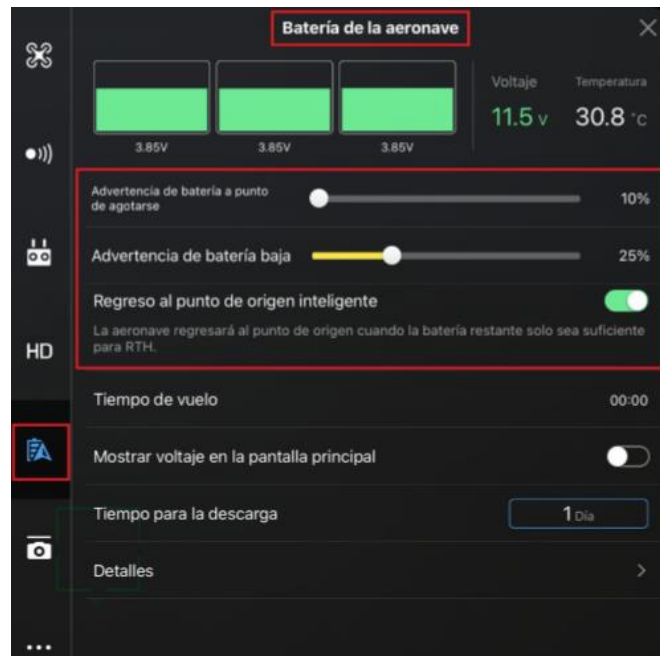 Batería de la aeronave
Voltaje Temperatura
11.5 v 30.8 °c
3.85V 3.85V 3.85V
Advertencia de batería a punto
de agotarse
10%
Advertencia de batería baja 25%
Regreso al punto de origen inteligente
La aeronave regresará al punto de origen cuando la batería restante solo sea suficiente
para RTH.
HD
Tiempo de vuelo 00:00
Mostrar voltaje en la pantalla principal
Tiempo para la descarga 1 Día
Detalles